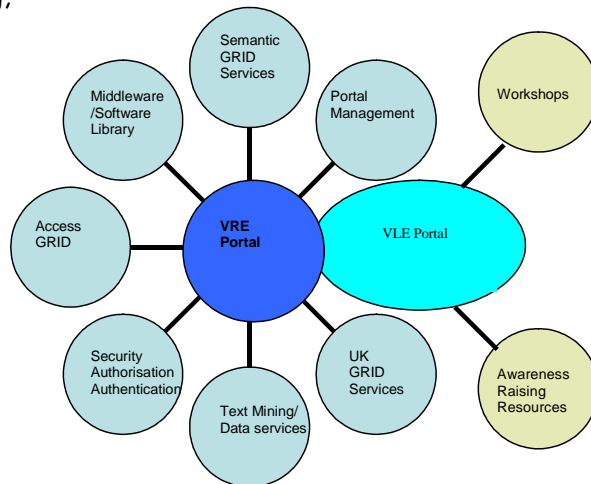 Semantic
GRID
Services
Middleware
/Software
Library
Portal
Management
Workshops
Access
GRID
VRE
Portal
VLE Portal
Security
Authorisation
Authentication
Text Mining/
Data services
UK
GRID
Services
Awareness
Raising
Resources